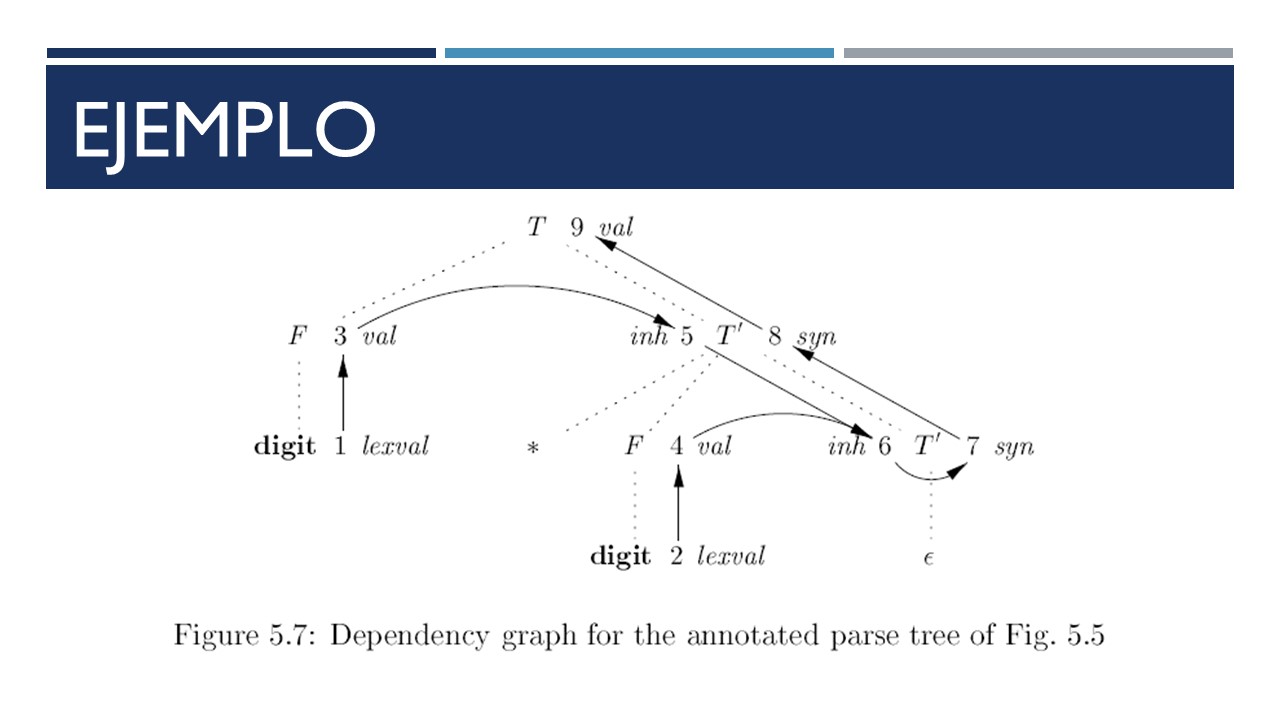 EJEMPLO
T 9 val
F 3 val inh 5 T′ 8 syn
digit 1 lexval * F 4 val inh 6 T′ 7 syn
digit 2 lexval ϵ
Figure 5.7: Dependency graph for the annotated parse tree of Fig. 5.5